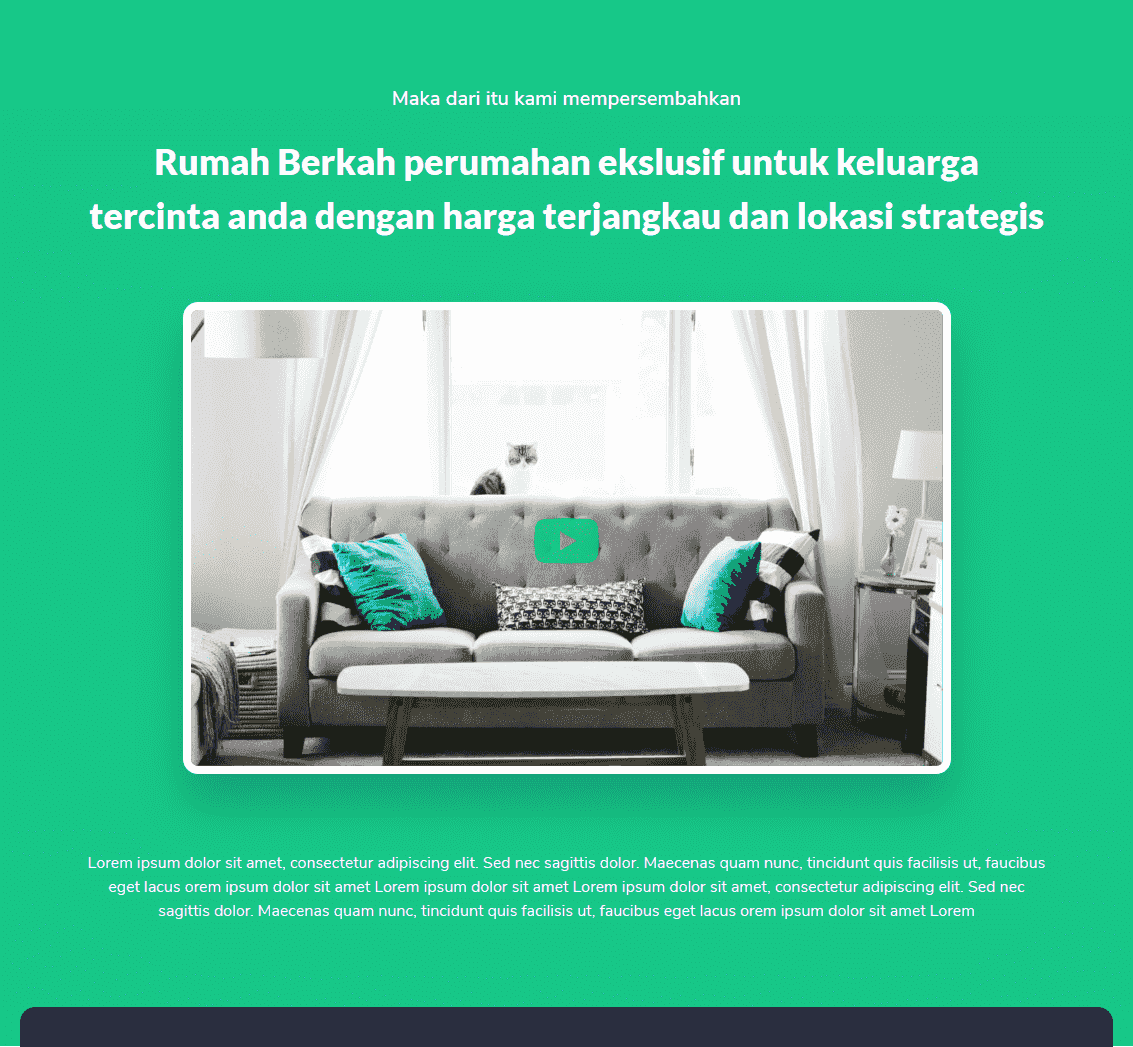 Maka dari itu kami mempersembahkan
Rumah Berkah perumahan ekslusif untuk keluarga
tercinta anda dengan harga terjangkau dan lokasi strategis
Lorem ipsum dolor sit amet, consectetur adipiscing elit. Sed nec sagittis dolor. Maecenas quam nunc, tincidunt quis facilisis ut, faucibus
eget lacus orem ipsum dolor sit amet Lorem ipsum dolor sit amet Lorem ipsum dolor sit amet, consectetur adipiscing elit. Sed nec
sagittis dolor. Maecenas quam nunc, tincidunt quis facilisis ut, faucibus eget lacus orem ipsum dolor sit amet Lorem